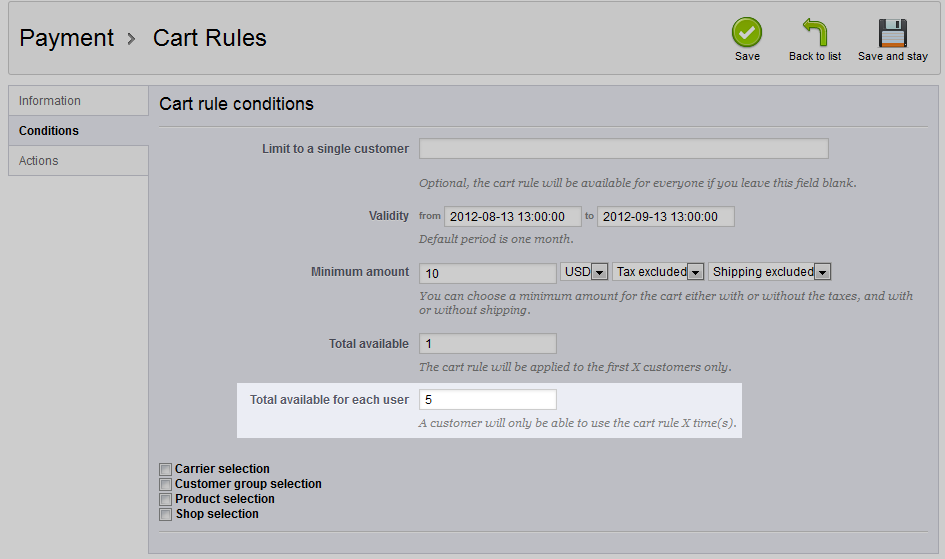 Payment > Cart Rules
Save
Back to list
Save and stay
Information
Conditions
Actions
Cart rule conditions
Limit to a single customer
Optional, the cart rule will be available for everyone if you leave this field blank.
Validity from 2012-08-13 13:00:00 to 2012-09-13 13:00:00
Default period is one month.
Minimum amount 10 USD Tax excluded Shipping excluded
You can choose a minimum amount for the cart either with or without the taxes, and with
or without shipping.
Total available 1
The cart rule will be applied to the first X customers only.
Total available for each user 5
A customer will only be able to use the cart rule X time(s).
Carrier selection
Customer group selection
Product selection
Shop selection